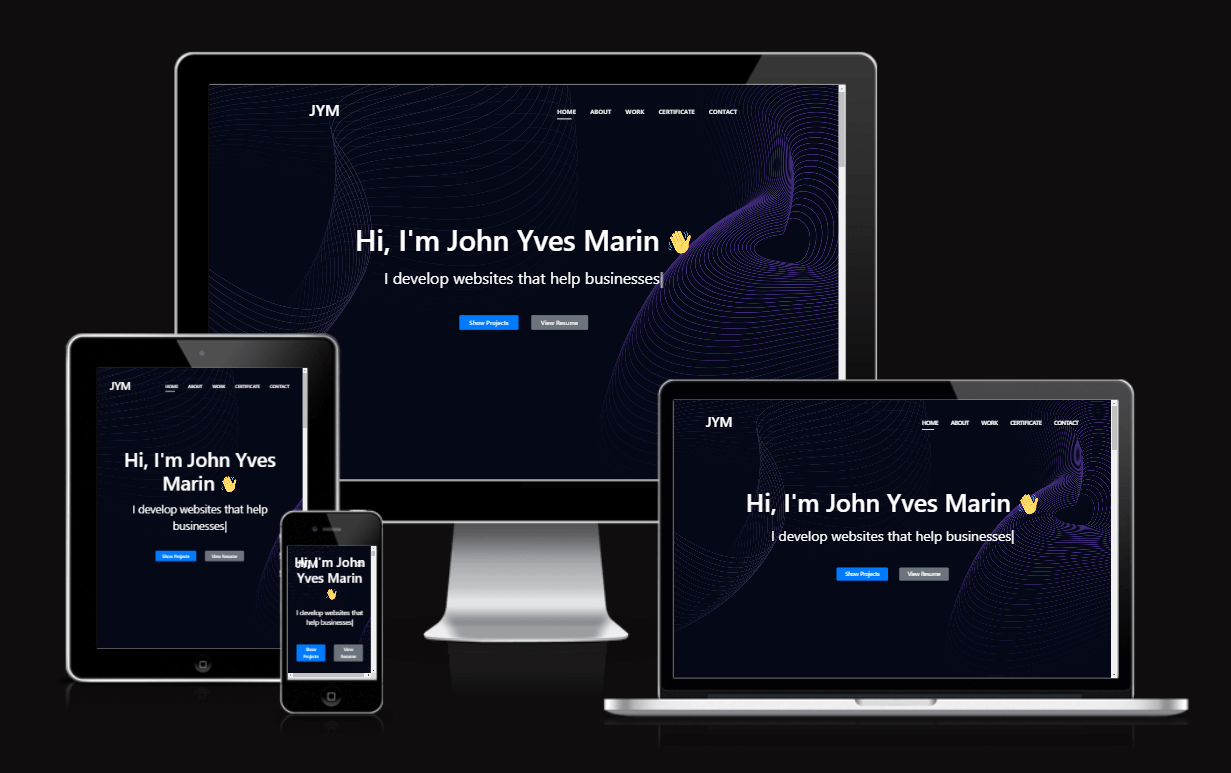 JYM
HOME ABOUT WORK CERTIFICATE CONTACT
Hi, I'm John Yves Marin 👋
I develop websites that help businesses|
Show Projects View Resume
JYM
HOME ABOUT WORK CERTIFICATE CONTACT
Hi, I'm John Yves
Marin 👋
I develop websites that help
businesses|
Show Projects View Resume
JYM
Hi, I'm John
Yves Marin
👋
I develop websites that
help businesses|
Show
Projects
View
Resume
JYM
HOME ABOUT WORK CERTIFICATE CONTACT
Hi, I'm John Yves Marin 👋
I develop websites that help businesses|
Show Projects View Resume